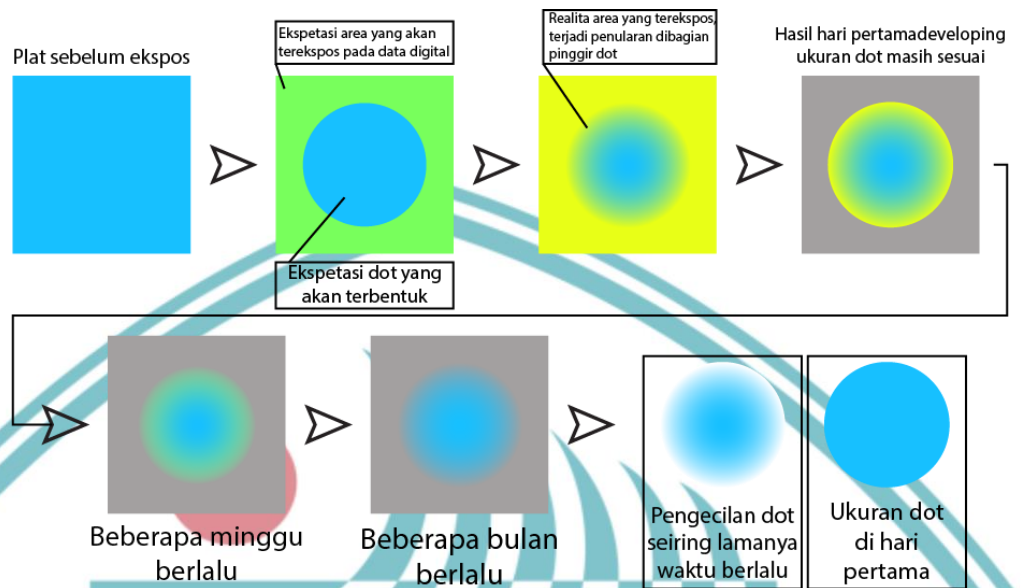 Plat sebelum ekspos
Ekspetasi area yang akan
terekspos pada data digital
Realita area yang terekspos,
terjadi penularan dibagian
pinggir dot
Hasil hari pertamadeveloping
ukuran dot masih sesuai
Ekspetasi dot yang
akan terbentuk
Beberapa minggu
berlalu
Beberapa bulan
berlalu
Pengecilan dot
seiring lamanya
waktu berlalu
Ukuran dot
di hari
pertama